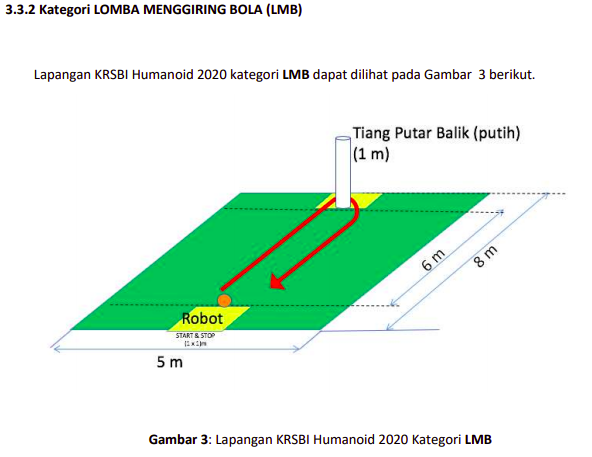 3.3.2 Kategori LOMBA MENGGIRING BOLA (LMB)
Lapangan KRSBI Humanoid 2020 kategori LMB dapat dilihat pada Gambar 3 berikut.
Tiang Putar Balik (putih)
(1 m)
6 m
8 m
Robot
START & STOP
(1 x 1)m
5 m
Gambar 3: Lapangan KRSBI Humanoid 2020 Kategori LMB